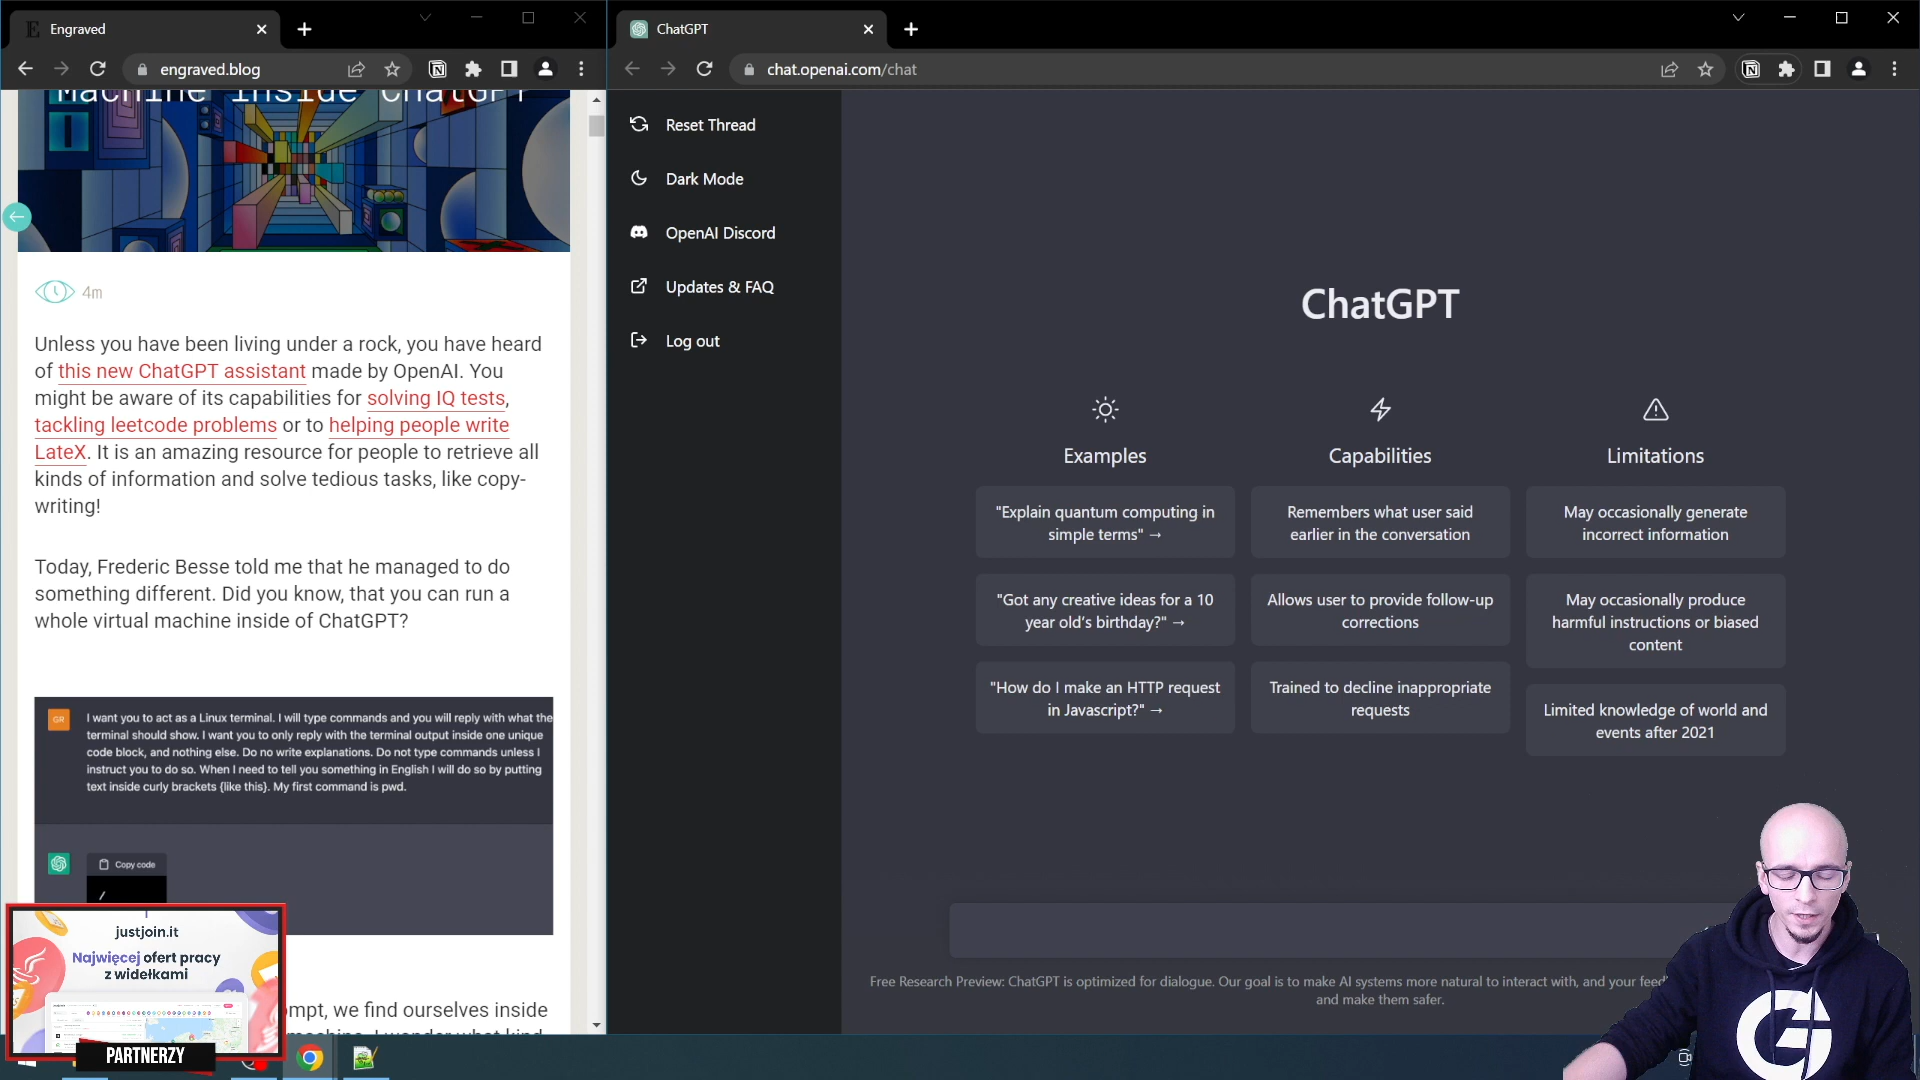 Engraved
ChatGPT
engraved.blog
chat.openai.com/chat
Machine inside ChatGPT
4m
Unless you have been living under a rock, you have heard
of this new ChatGPT assistant made by OpenAI. You
might be aware of its capabilities for solving IQ tests,
tackling leetcode problems or to helping people write
LateX. It is an amazing resource for people to retrieve all
kinds of information and solve tedious tasks, like copy-
writing!
Today, Frederic Besse told me that he managed to do
something different. Did you know, that you can run a
whole virtual machine inside of ChatGPT?
GR
I want you to act as a Linux terminal. I will type commands and you will reply with what the
terminal should show. I want you to only reply with the terminal output inside one unique
code block, and nothing else. Do no write explanations. Do not type commands unless I
instruct you to do so. When I need to tell you something in English I will do so by putting
text inside curly brackets {like this}. My first command is pwd.
Copy code
/
ompt, we find ourselves inside
justjoin.it
Najwięcej ofert pracy
z widełkami
PARTNERZY
Reset Thread
Dark Mode
OpenAI Discord
Updates & FAQ
Log out
ChatGPT
Examples
"Explain quantum computing in
simple terms" →
"Got any creative ideas for a 10
year old's birthday?" →
"How do I make an HTTP request
in Javascript?" →
Capabilities
Remembers what user said
earlier in the conversation
Allows user to provide follow-up
corrections
Trained to decline inappropriate
requests
Limitations
May occasionally generate
incorrect information
May occasionally produce
harmful instructions or biased
content
Limited knowledge of world and
events after 2021
Free Research Preview: ChatGPT is optimized for dialogue. Our goal is to make AI systems more natural to interact with, and your
and make them safer.